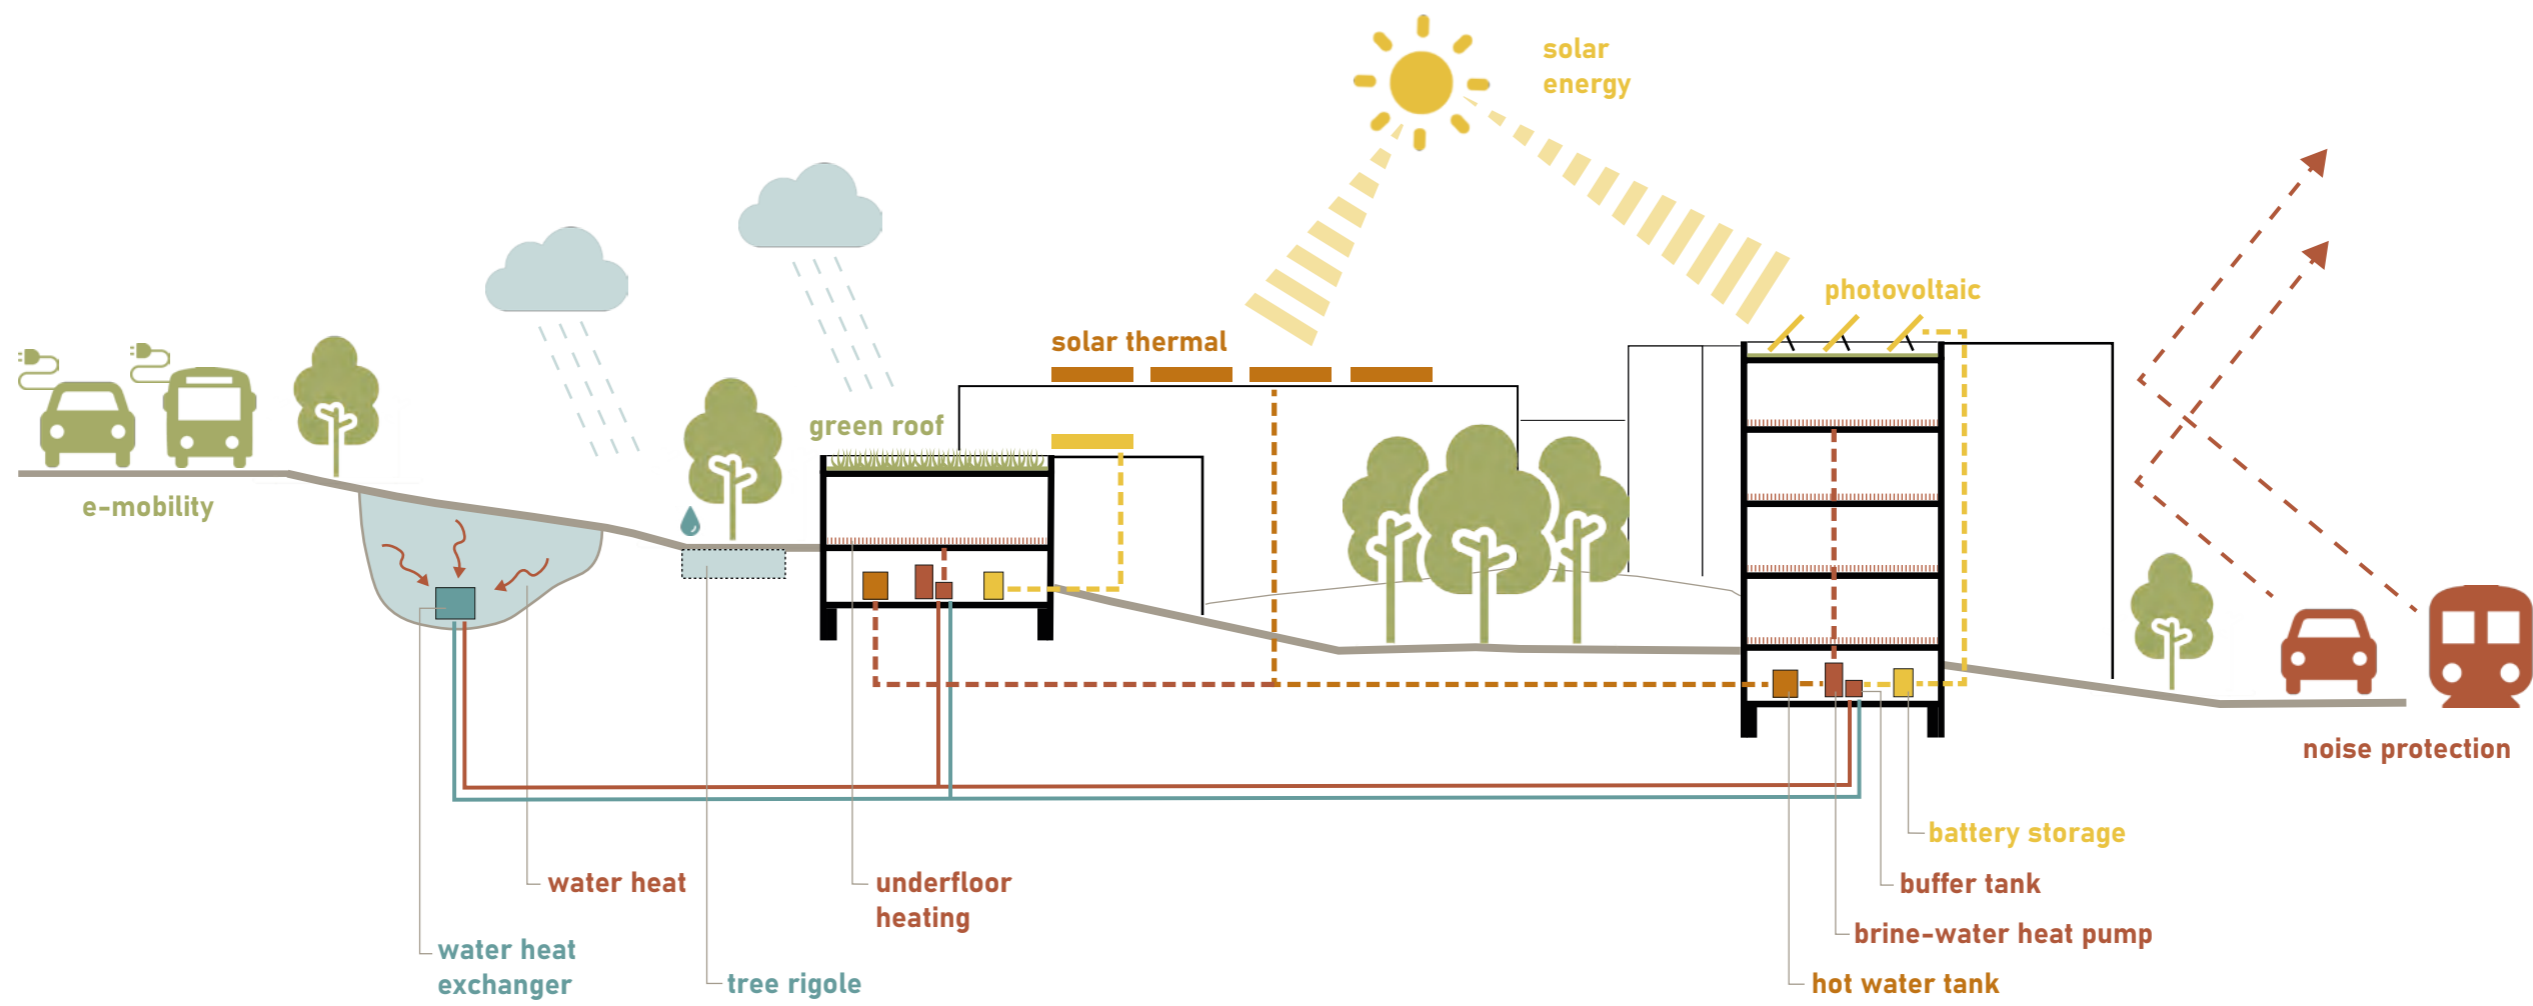 solar
energy
photovoltaic
solar thermal
green roof
e-mobility
noise protection
battery storage
water heat
underfloor
heating
buffer tank
brine-water heat pump
water heat
exchanger
tree rigole
hot water tank